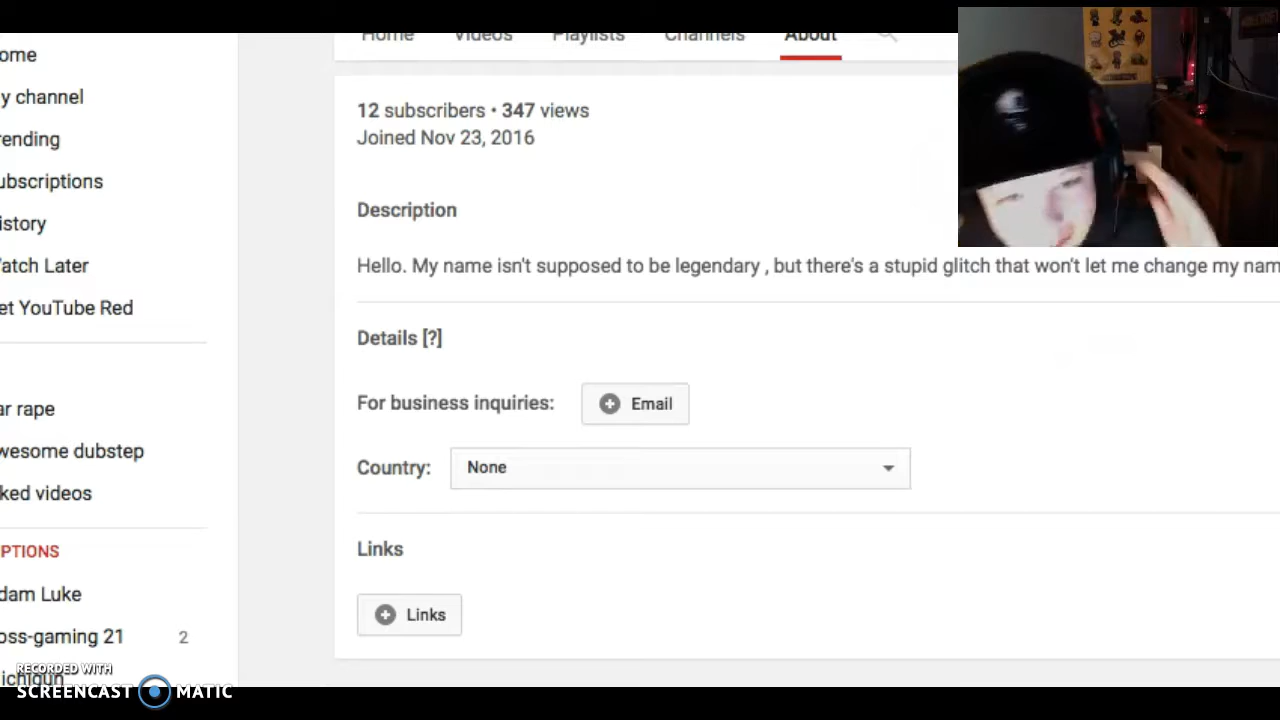 Home Videos Playlists Channels About
12 subscribers • 347 views
Joined Nov 23, 2016
Description
Hello. My name isn't supposed to be legendary , but there's a stupid glitch that won't let me change my nam
Details [?]
For business inquiries: Email
Country: None
Links
Links
ome
y channel
rending
ubscriptions
istory
atch Later
et YouTube Red
ar rape
wesome dubstep
ked videos
PTIONS
dam Luke
oss-gaming 21 2
RECORDED WITH
SCREENCAST MATIC